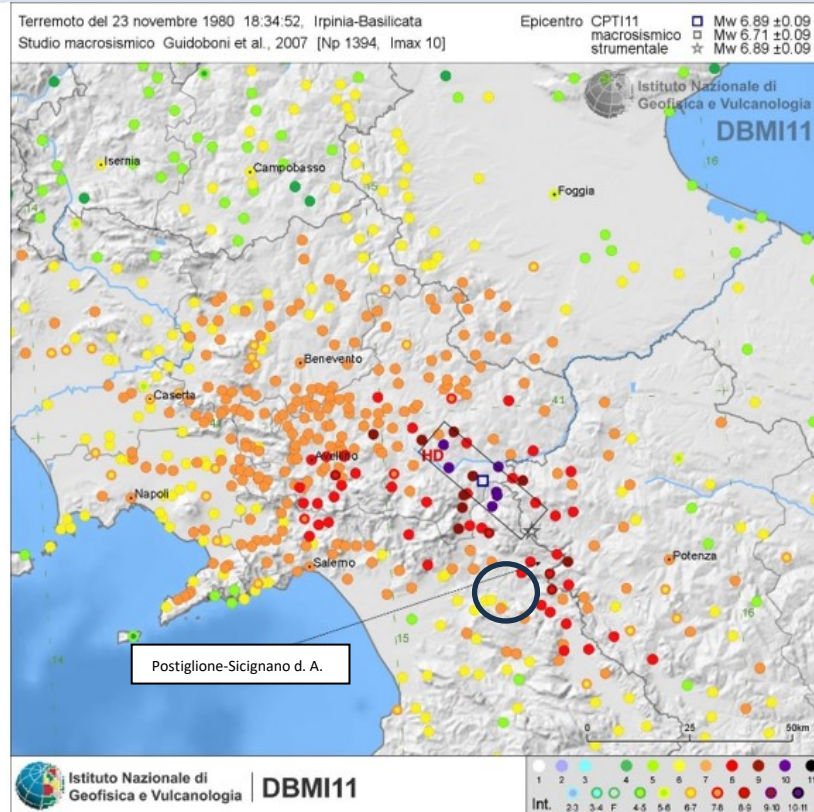 Terremoto del 23 novembre 1980 18:34:52, Irpinia-Basilicata
Studio macrosismico Guidoboni et al., 2007 [Np 1394, Imax 10]
Epicentro CPTI11 Mw 6.89 ±0.09
macrosismico Mw 6.71 ±0.09
strumentale Mw 6.89 ±0.09
Istituto Nazionale di
Geofisica e Vulcanologia
DBMI11
Isernia
Campobasso
15
16
14
Foggia
Benevento
Caserta
41
41
Avellino
HD
Napoli
Salerno
Potenza
16
15
14
Postiglione-Sicignano d. A.
0 25 50km
Istituto Nazionale di
Geofisica e Vulcanologia
DBMI11
1 2 3 4 5 6 7 8 9 10 11
Int. 2-3 3-4 F 4-5 5-6 6-7 7-8 8-9 9-10 10-11